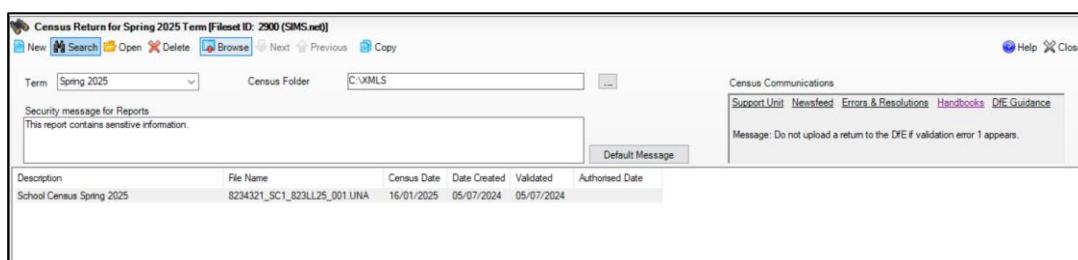 Census Return for Spring 2025 Term [Fileset ID: 2900 (SIMS.net)]
New Search Open Delete Browse Next Previous Copy Help Close
Term Spring 2025 Census Folder C:\XMLS ... Census Communications
Support Unit Newsfeed Errors & Resolutions Handbooks DfE Guidance
Security message for Reports
This report contains sensitive information.
Message: Do not upload a return to the DfE if validation error 1 appears.
Default Message
Description File Name Census Date Date Created Validated Authorised Date
School Census Spring 2025 8234321_SC1_823LL25_001.UNA 16/01/2025 05/07/2024 05/07/2024